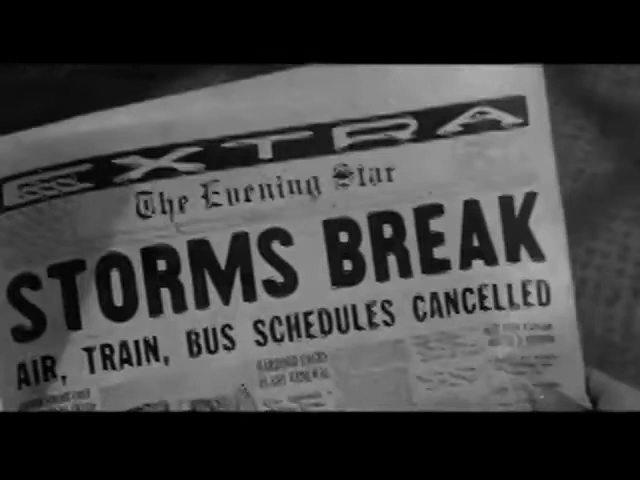 EXTRA
The Evening Star
STORMS BREAK
AIR, TRAIN, BUS SCHEDULES CANCELLED